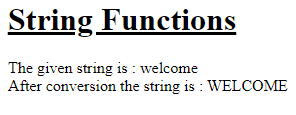 String Functions
The given string is : welcome
After conversion the string is : WELCOME